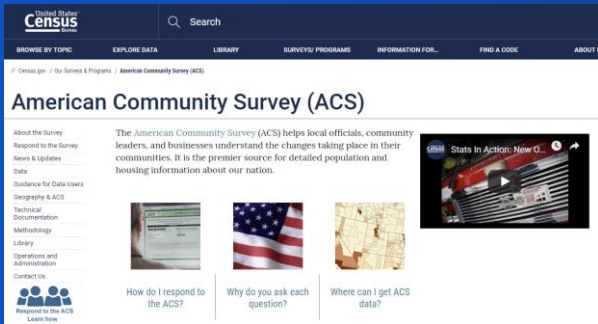 United States®
Census
Bureau
Search
BROWSE BY TOPIC
EXPLORE DATA
LIBRARY
SURVEYS/ PROGRAMS
INFORMATION FOR...
FIND A CODE
ABOUT
// Census.gov / Our Surveys & Programs / American Community Survey (ACS)
American Community Survey (ACS)
About the Survey
Respond to the Survey
News & Updates
Data
Guidance for Data Users
Geography & ACS
Technical
Documentation
Methodology
Library
Operations and
Administration
Contact Us
Respond to the ACS
Learn how
The American Community Survey (ACS) helps local officials, community
leaders, and businesses understand the changes taking place in their
communities. It is the premier source for detailed population and
housing information about our nation.
How do I respond to
the ACS?
Why do you ask each
question?
Where can I get ACS
data?
Census
Stats In Action: New O...